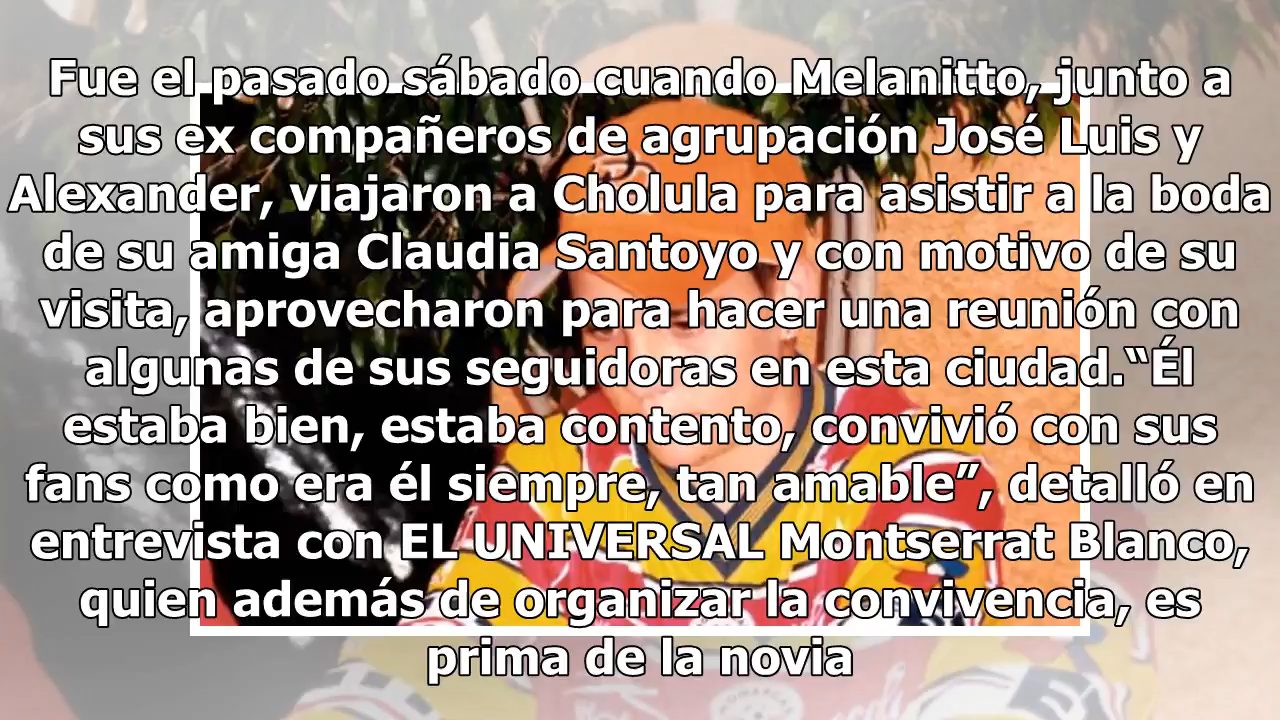 Fue el pasado sábado cuando Melanitto, junto a
sus ex compañeros de agrupación José Luis y
Alexander, viajaron a Cholula para asistir a la boda
de su amiga Claudia Santoyo y con motivo de su
visita, aprovecharon para hacer una reunión con
algunas de sus seguidoras en esta ciudad.“Él
estaba bien, estaba contento, convivió con sus
fans como era él siempre, tan amable”, detalló en
entrevista con EL UNIVERSAL Montserrat Blanco,
quien además de organizar la convivencia, es
prima de la novia